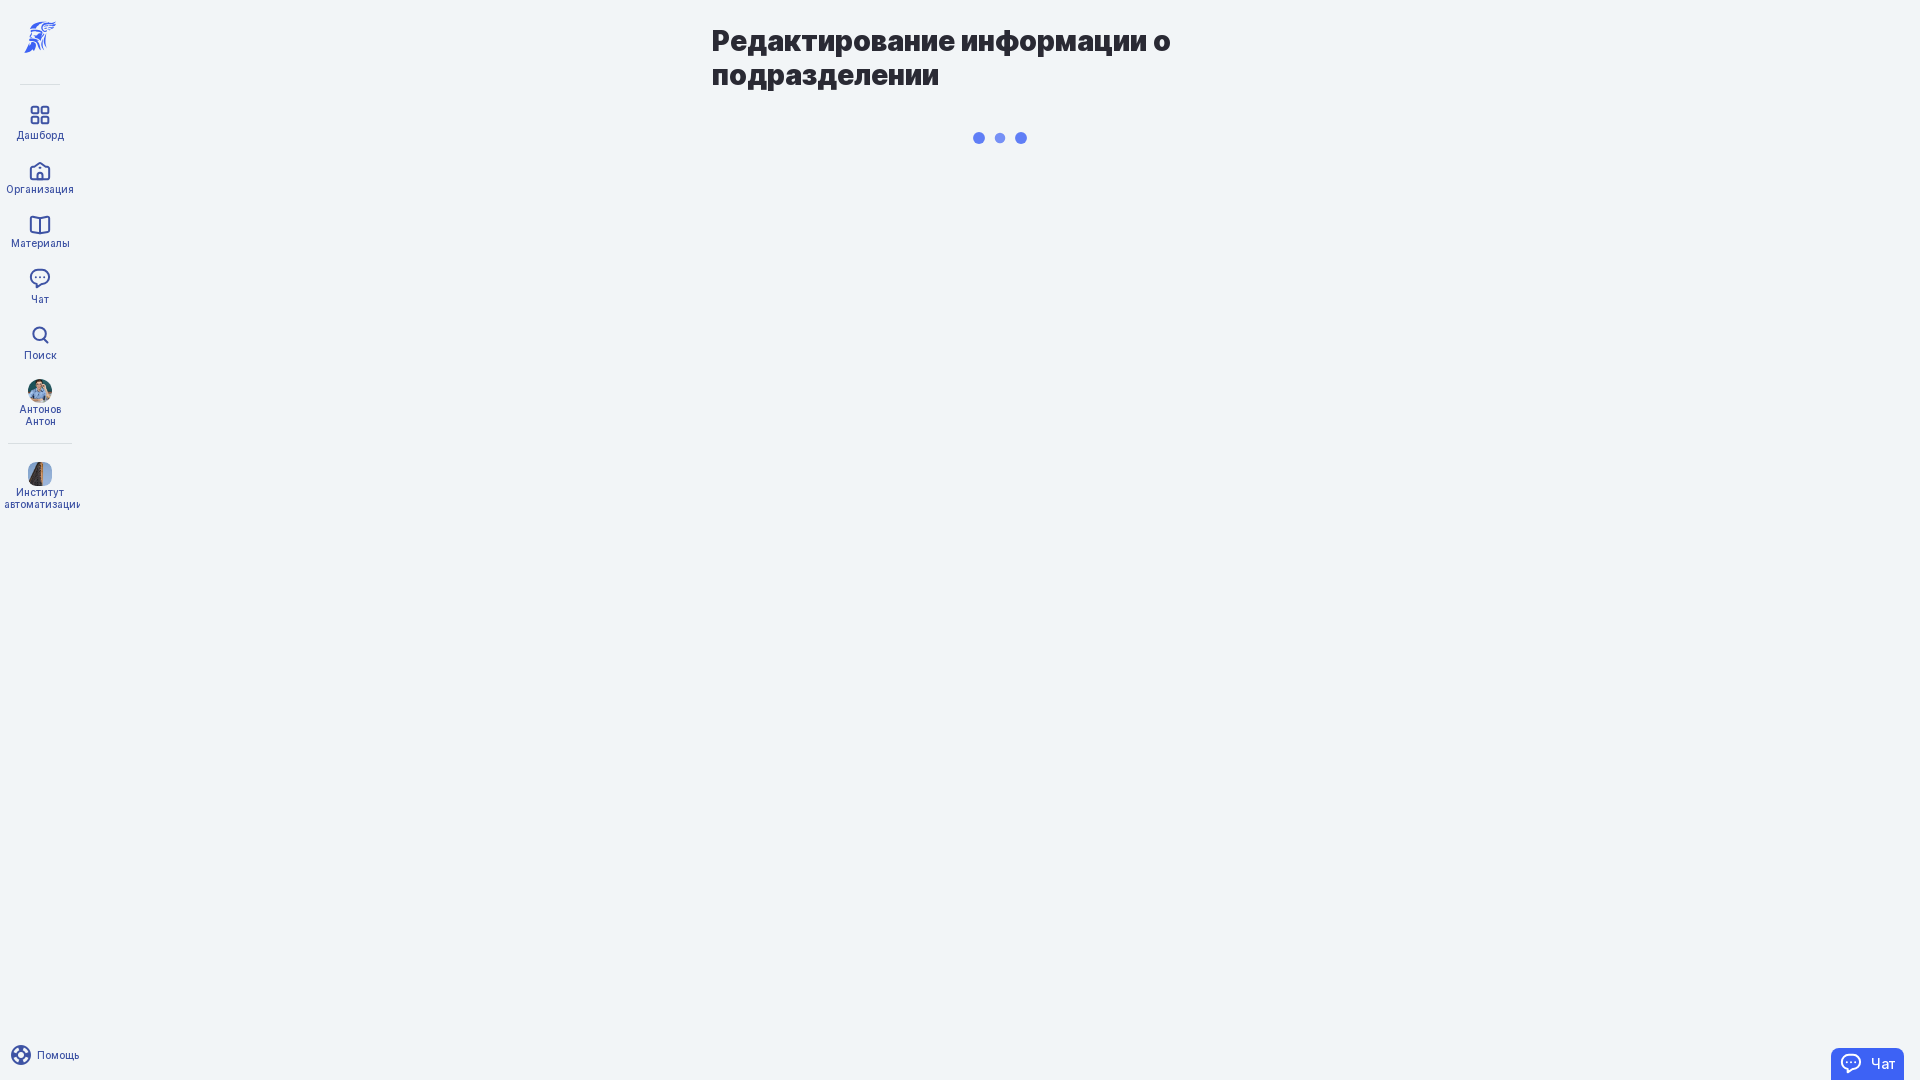 Редактирование информации о
подразделении
Дашборд
Организация
Материалы
Чат
Поиск
Антонов
Антон
Институт
автоматизации
Помощь
Чат